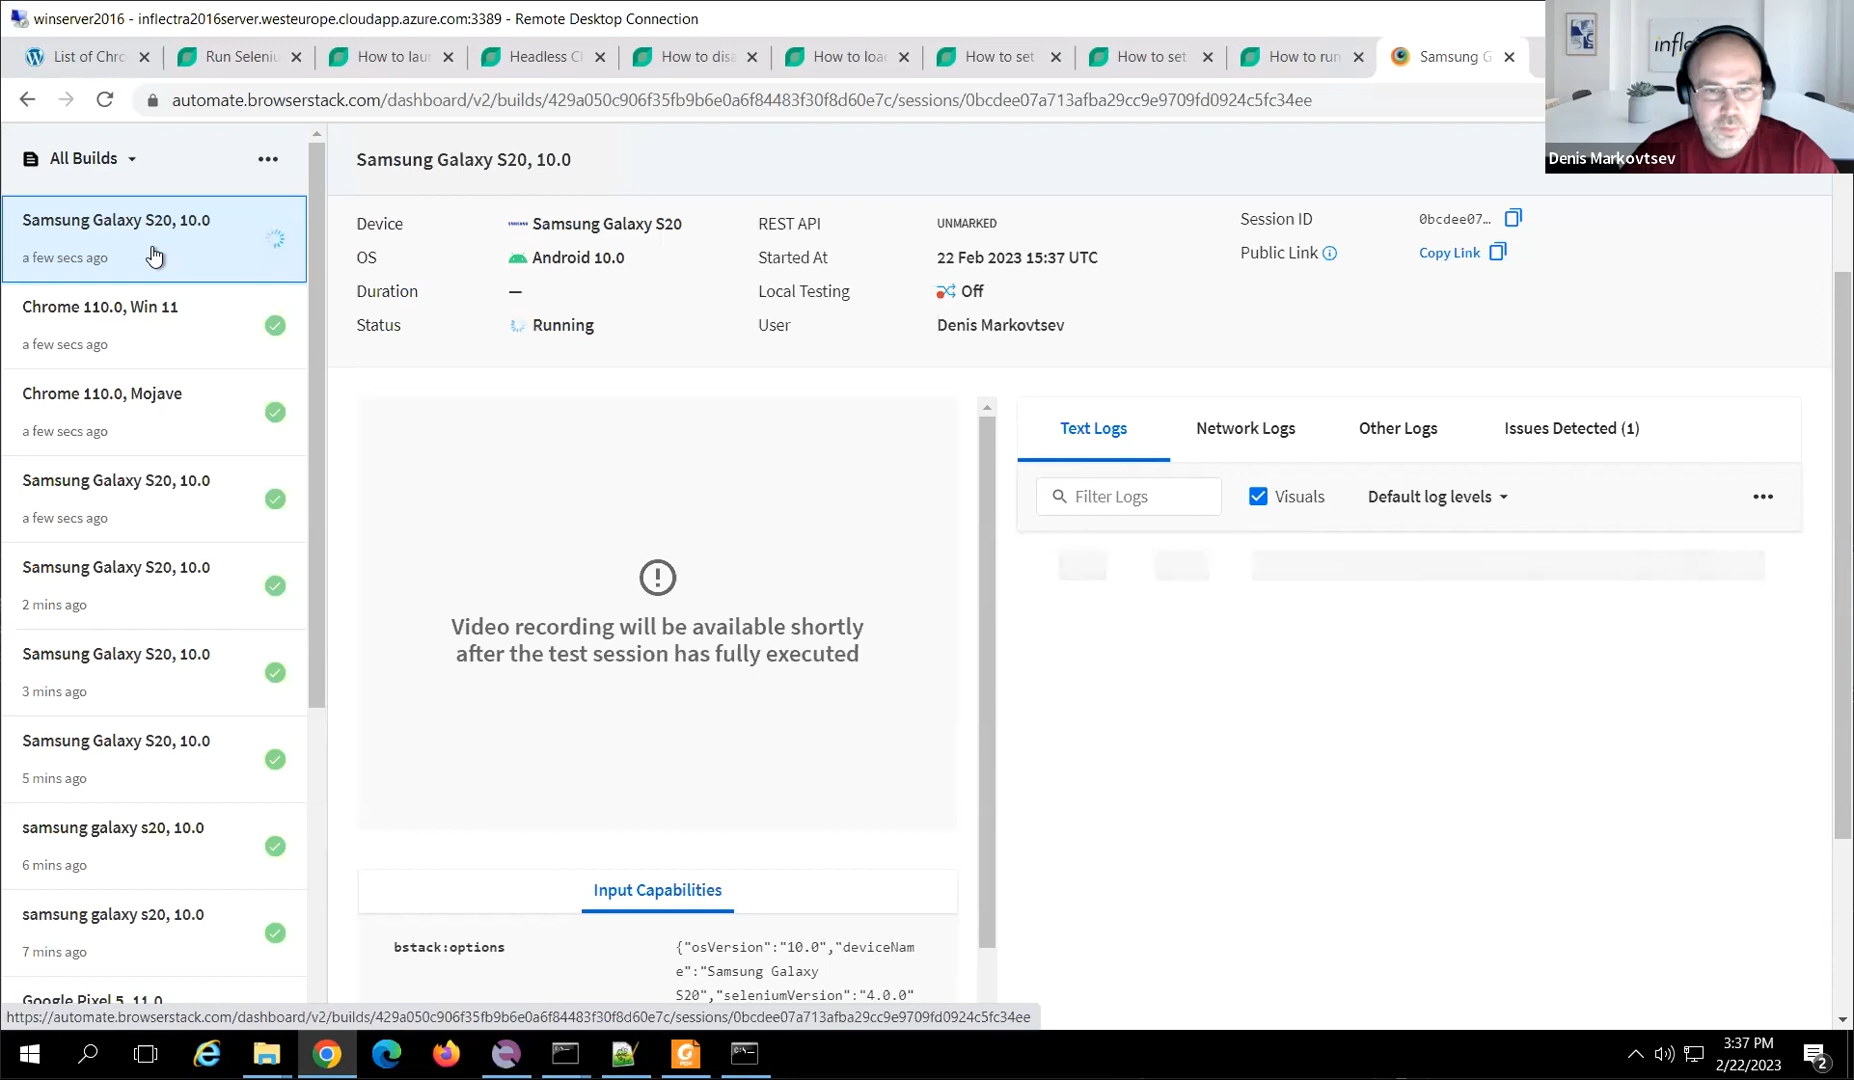 winserver2016 - inflectra2016server.westeurope.cloudapp.azure.com:3389 - Remote Desktop Connection
List of Chro
Run Seleniu
How to laun
Headless C
How to disa
How to load
How to set
How to set
How to run
Samsung G
automate.browserstack.com/dashboard/v2/builds/429a050c906f35fb9b6e0a6f84483f30f8d60e7c/sessions/0bcdee07a713afba29cc9e9709fd0924c5fc34ee
infle
Denis Markovtsev
All Builds
Samsung Galaxy S20, 10.0
a few secs ago
Chrome 110.0, Win 11
a few secs ago
Chrome 110.0, Mojave
a few secs ago
Samsung Galaxy S20, 10.0
a few secs ago
Samsung Galaxy S20, 10.0
2 mins ago
Samsung Galaxy S20, 10.0
3 mins ago
Samsung Galaxy S20, 10.0
5 mins ago
samsung galaxy s20, 10.0
6 mins ago
samsung galaxy s20, 10.0
7 mins ago
Google Pixel 5, 11.0
Samsung Galaxy S20, 10.0
Device Samsung Galaxy S20
OS Android 10.0
Duration —
Status Running
REST API UNMARKED
Started At 22 Feb 2023 15:37 UTC
Local Testing Off
User Denis Markovtsev
Session ID 0bcdee07...
Public Link Copy Link
Video recording will be available shortly
after the test session has fully executed
Input Capabilities
bstack:options
{"osVersion":"10.0","deviceNam
e":"Samsung Galaxy
S20","seleniumVersion":"4.0.0"
Text Logs
Network Logs
Other Logs
Issues Detected (1)
Filter Logs
Visuals
Default log levels
https://automate.browserstack.com/dashboard/v2/builds/429a050c906f35fb9b6e0a6f84483f30f8d60e7c/sessions/0bcdee07a713afba29cc9e9709fd0924c5fc34ee
3:37 PM
2/22/2023
2